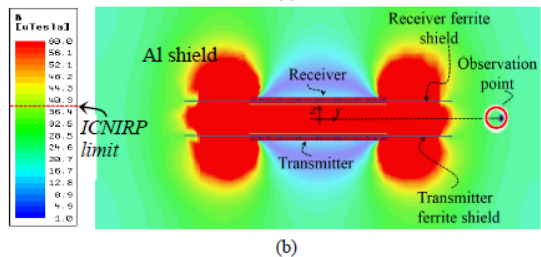 B
[uTesla]
60.0
56.1
52.1
48.2
44.3
40.3
36.4
32.5
28.6
24.6
20.7
16.7
12.8
8.9
4.9
1.0
ICNIRP
limit
Al shield
Receiver ferrite
shield
Observation
point
Receiver
z
y
Transmitter
Transmitter
ferrite shield
(b)